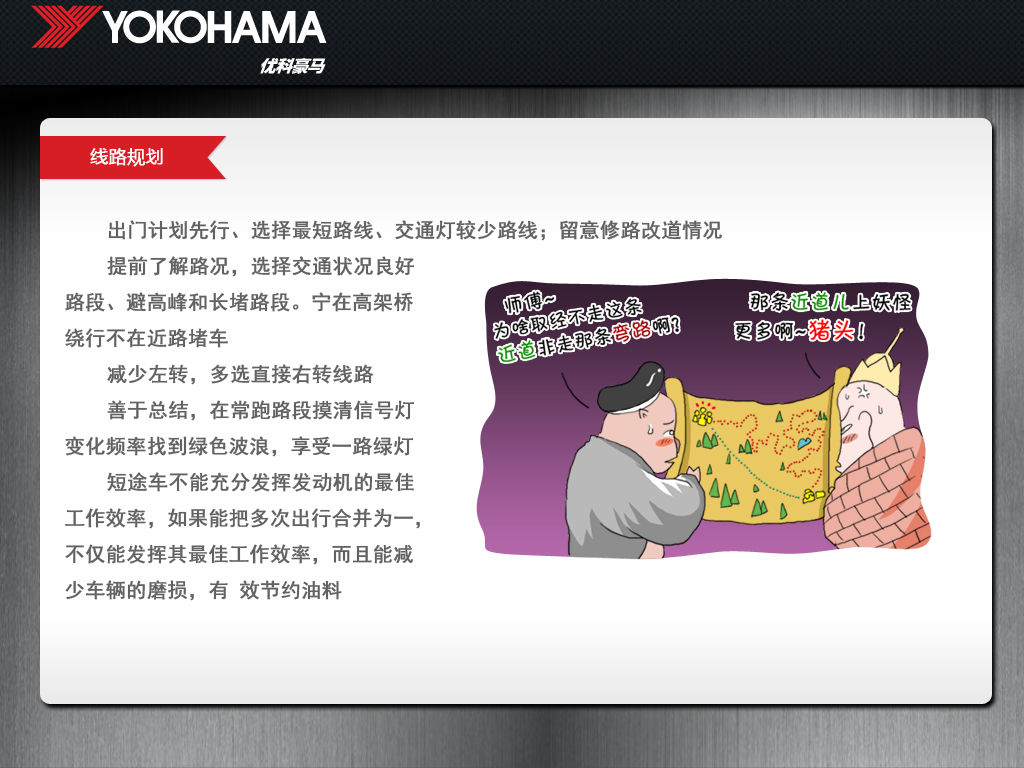 YOKOHAMA
优科豪马
线路规划
出门计划先行、选择最短路线、交通灯较少路线；留意修路改道情况
提前了解路况，选择交通状况良好
路段、避高峰和长堵路段。宁在高架桥
绕行不在近路堵车
减少左转，多选直接右转线路
善于总结，在常跑路段摸清信号灯
变化频率找到绿色波浪，享受一路绿灯
短途车不能充分发挥发动机的最佳
工作效率，如果能把多次出行合并为一，
不仅能发挥其最佳工作效率，而且能减
少车辆的磨损，有 效节约油料
师傅~
为啥取经不走这条
近道非走那条弯路啊？
那条近道儿上妖怪
更多啊~猪头！